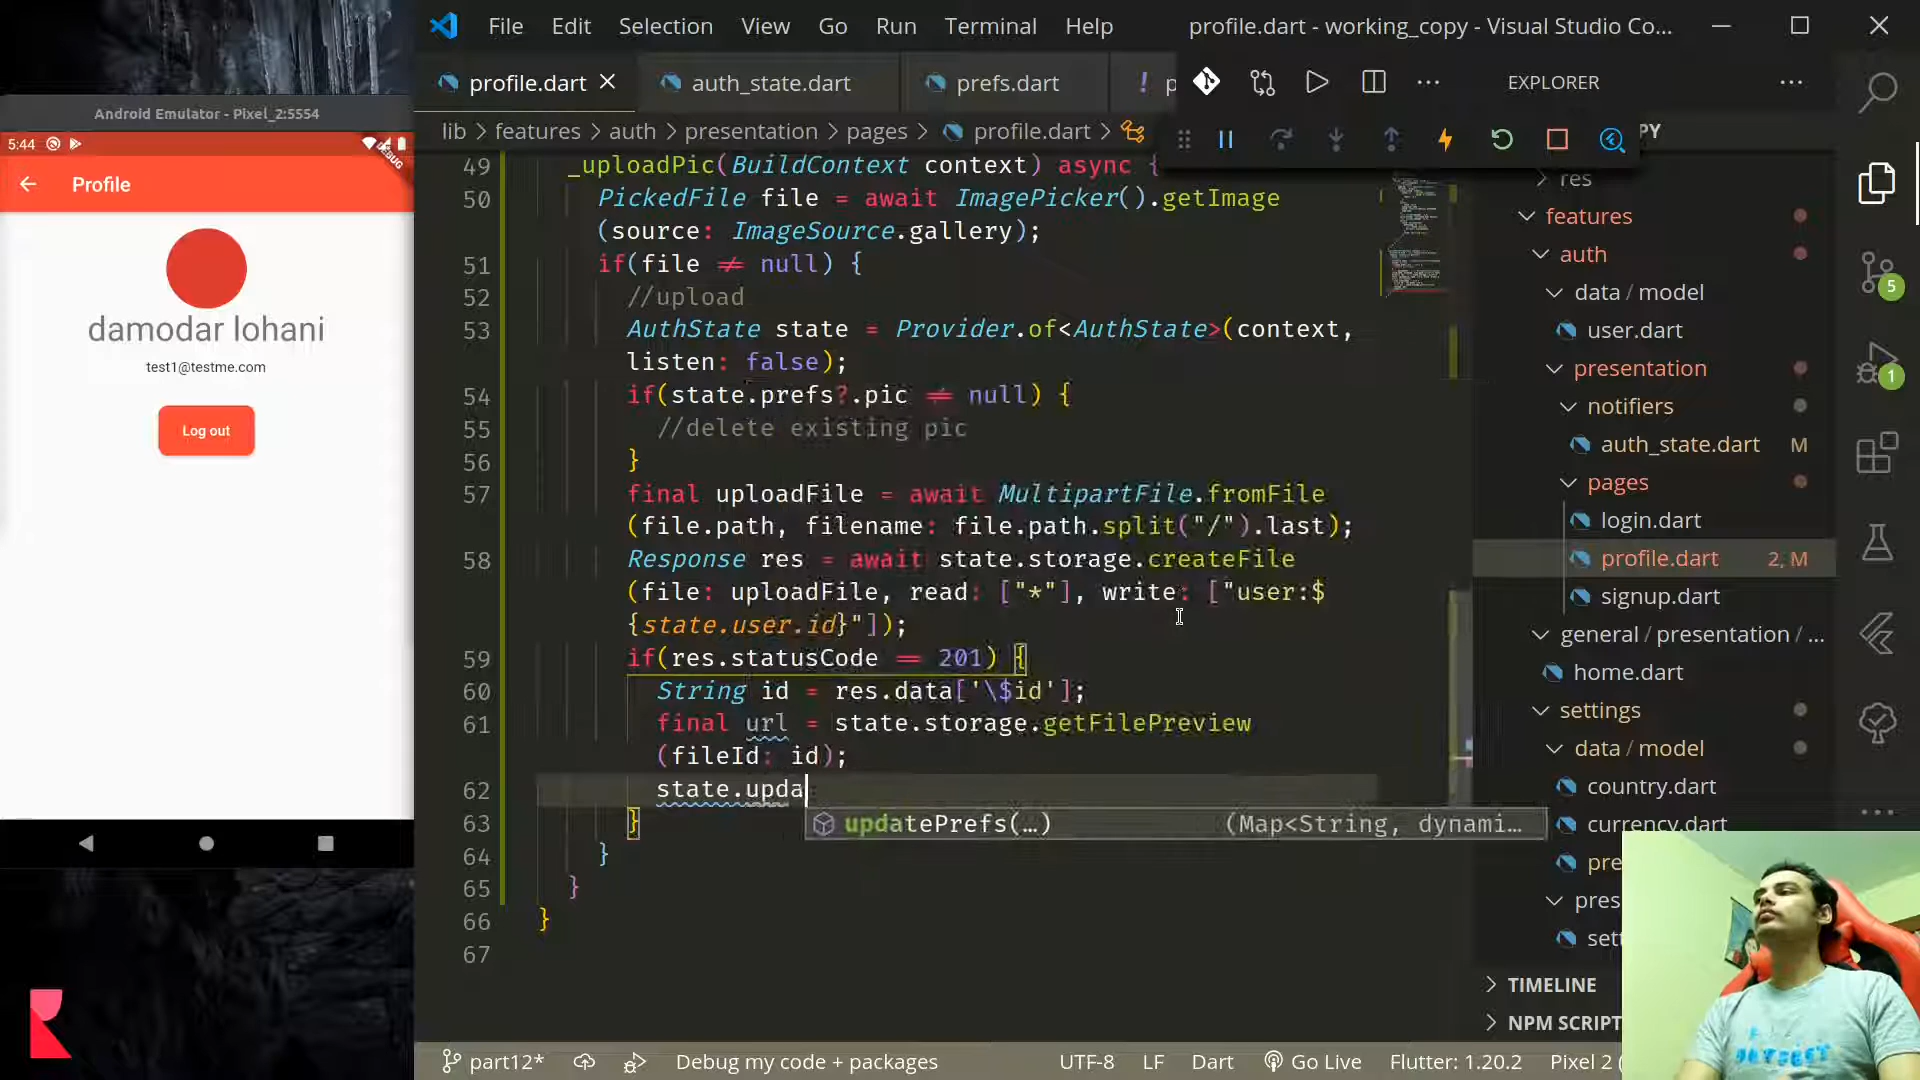 File Edit Selection View Go Run Terminal Help profile.dart - working_copy - Visual Studio Co...
profile.dart auth_state.dart prefs.dart
EXPLORER
Android Emulator - Pixel_2:5554
5:44
DEBUG
Profile
damodar lohani
test1@testme.com
Log out
lib > features > auth > presentation > pages > profile.dart >
49 _uploadPic(BuildContext context) async {
50 PickedFile file = await ImagePicker().getImage
(source: ImageSource.gallery);
51 if(file ≠ null) {
52 //upload
53 AuthState state = Provider.of<AuthState>(context,
listen: false);
54 if(state.prefs?.pic ≠ null) {
55 //delete existing pic
56 }
57 final uploadFile = await MultipartFile.fromFile
(file.path, filename: file.path.split("/").last);
58 Response res = await state.storage.createFile
(file: uploadFile, read: ["*"], write: ["user:$
{state.user.id}"]);
59 if(res.statusCode == 201) {
60 String id = res.data['\$id'];
61 final url = state.storage.getFilePreview
(fileId: id);
62 state.upda
updatePrefs(…) (Map<String, dynami…
63 }
64 }
65 }
66 }
67
PY
res
features
auth
data / model
user.dart
presentation
notifiers
auth_state.dart M
pages
login.dart
profile.dart 2, M
signup.dart
general / presentation / ...
home.dart
settings
data / model
country.dart
currency.dart
pre
pres
set
TIMELINE
NPM SCRIPT
5
1
part12* Debug my code + packages UTF-8 LF Dart Go Live Flutter: 1.20.2 Pixel 2 (